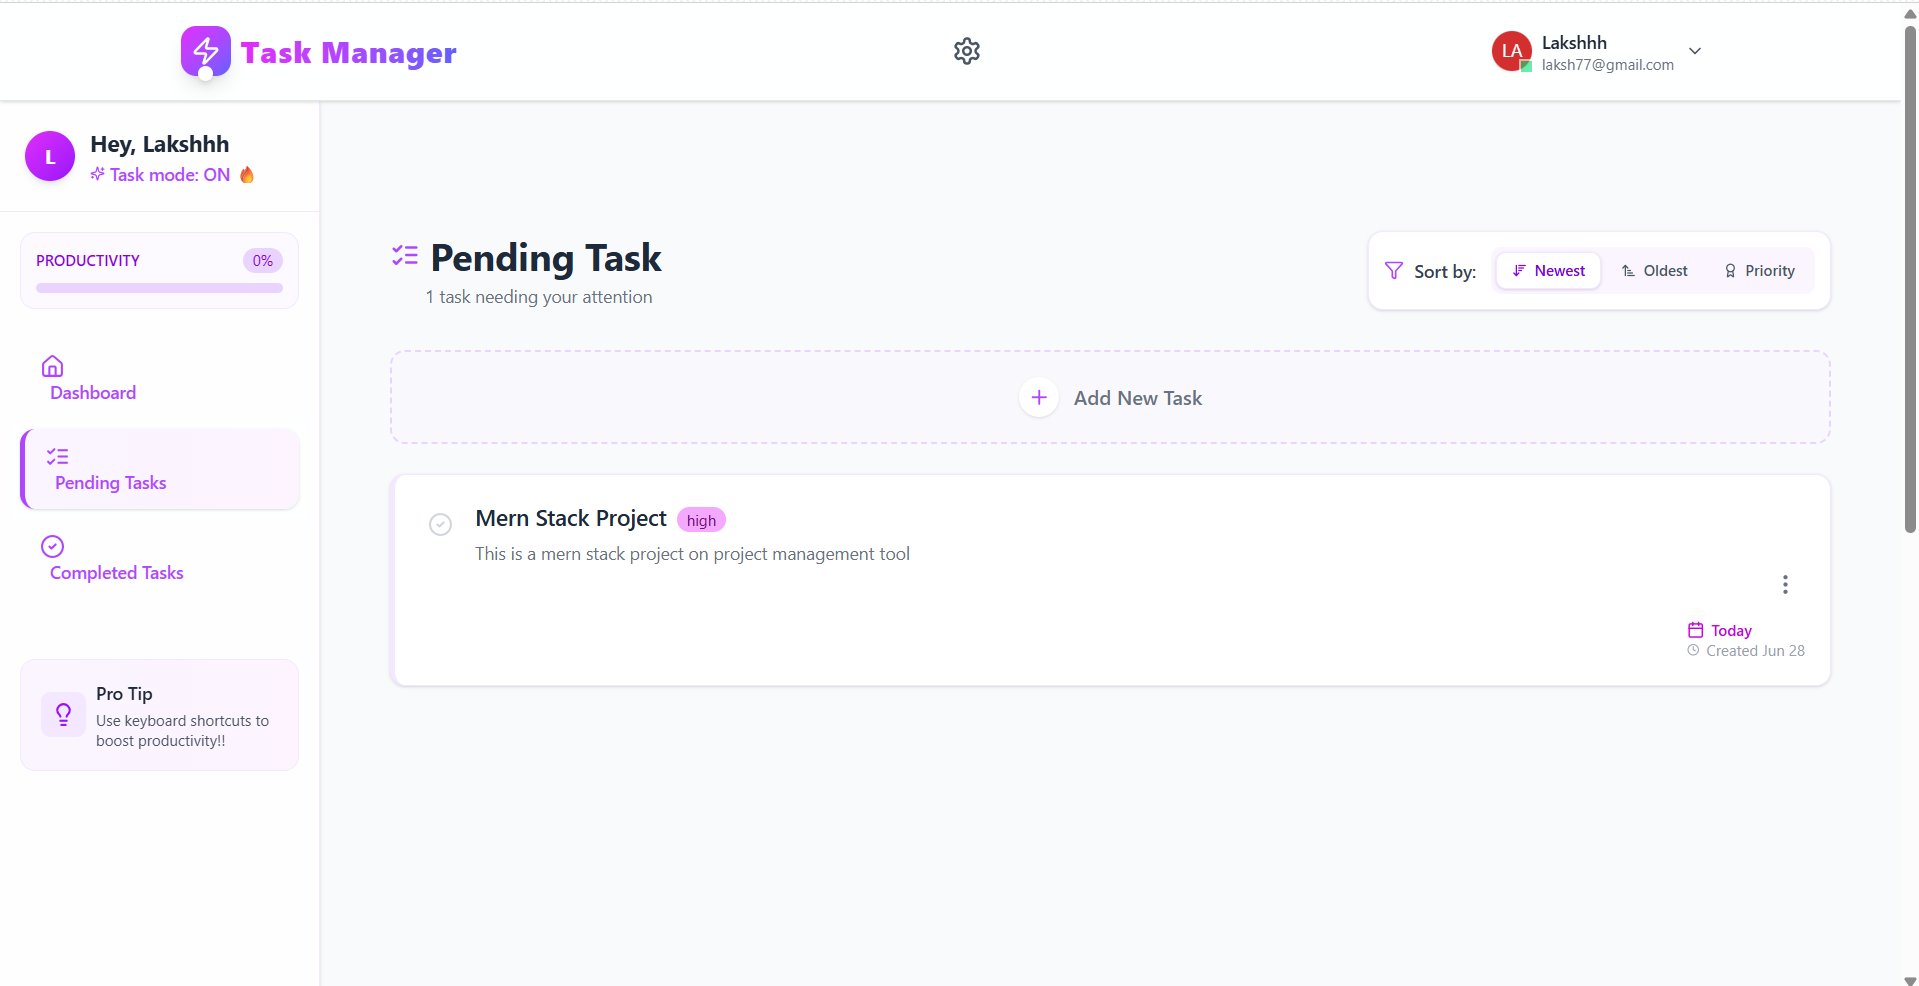 Task Manager
LA
Lakshhh
laksh77@gmail.com
L
Hey, Lakshhh
Task mode: ON 🔥
PRODUCTIVITY
0%
Dashboard
Pending Tasks
Completed Tasks
Pro Tip
Use keyboard shortcuts to
boost productivity!!
Pending Task
1 task needing your attention
Sort by:
Newest
Oldest
Priority
Add New Task
Mern Stack Project
high
This is a mern stack project on project management tool
Today
Created Jun 28